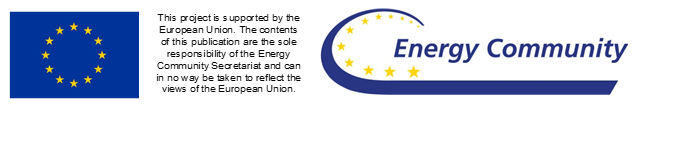 This project is supported by the
European Union. The contents
of this publication are the sole
responsibility of the Energy
Community Secretariat and can
in no way be taken to reflect the
views of the European Union.
Energy Community